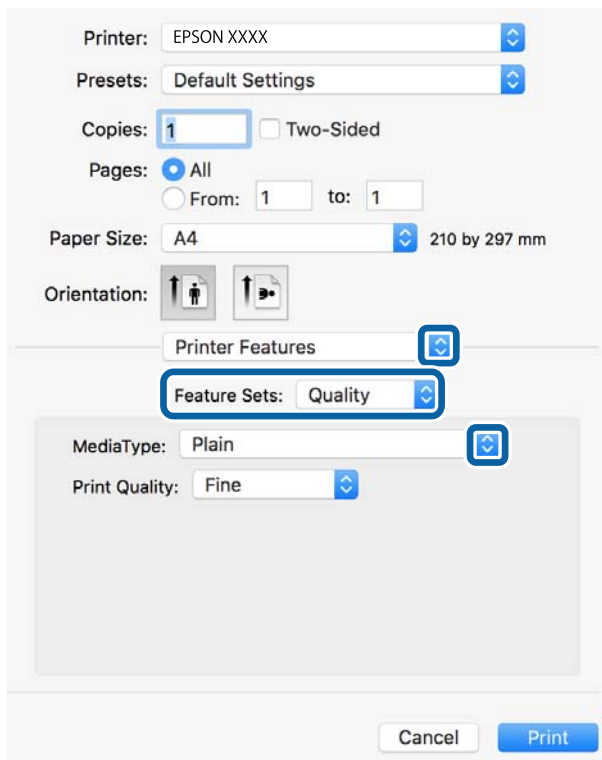 Printer: EPSON XXXX
Presets: Default Settings
Copies: 1 Two-Sided
Pages: All
From: 1 to: 1
Paper Size: A4 210 by 297 mm
Orientation:
Printer Features
Feature Sets: Quality
MediaType: Plain
Print Quality: Fine
Cancel Print